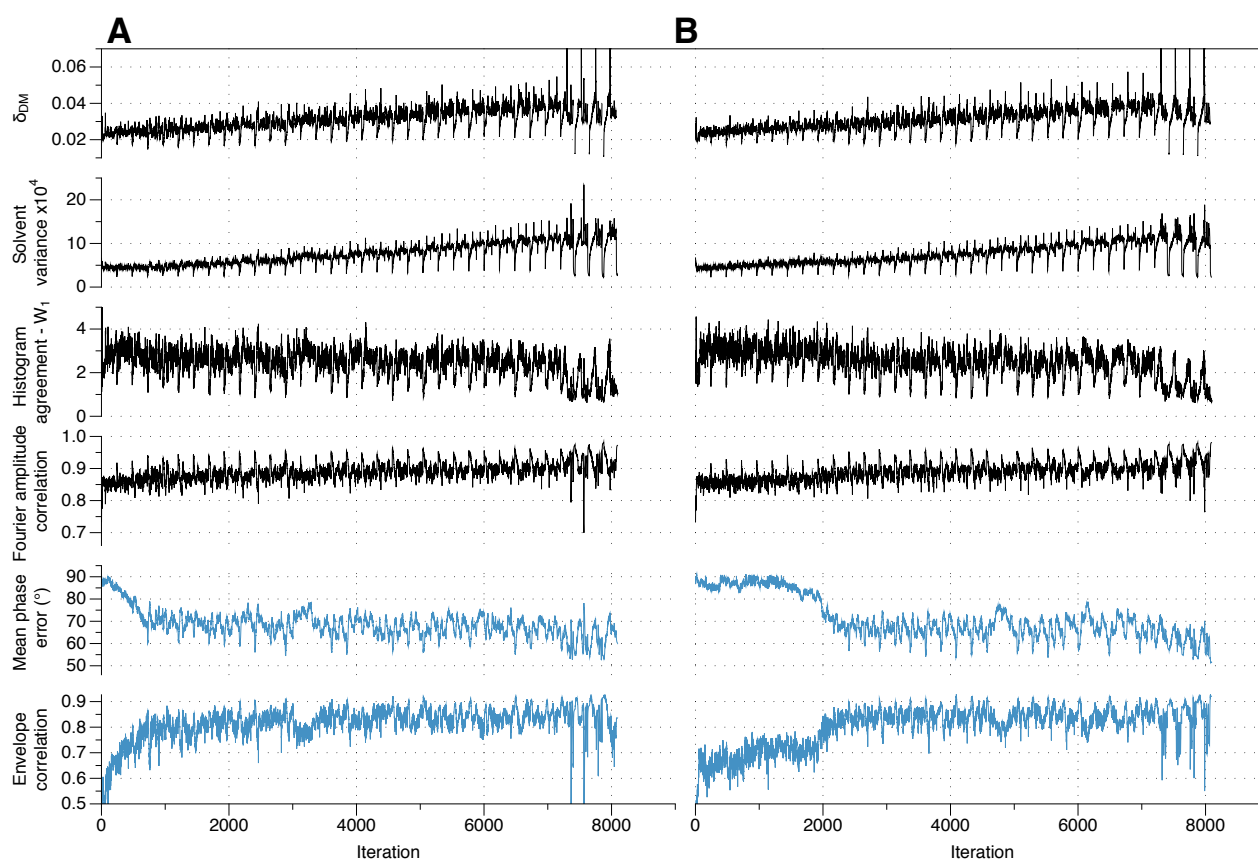 A B
δDM
0.06
0.04
0.02
Solvent
variance x10⁴
20
10
0
Histogram
agreement - W₁
4
2
0
Fourier amplitude
correlation
1.0
0.9
0.8
0.7
Mean phase
error (°)
90
80
70
60
50
Envelope
correlation
0.9
0.8
0.7
0.6
0.5
0 2000 4000 6000 8000 0 2000 4000 6000 8000
Iteration Iteration